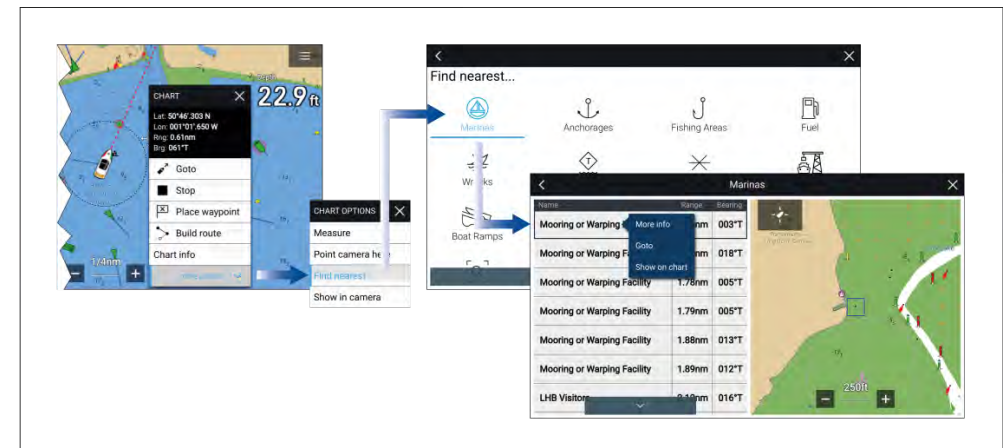 Depth
22.9 ft
CHART
Lat: 50°46'.303 N
Lon: 001°01'.650 W
Rng: 0.61nm
Brg: 061°T
Goto
Stop
Place waypoint
Build route
Chart info
1/4nm
CHART OPTIONS
Measure
Point camera here
Find nearest
Show in camera
Find nearest...
Marinas
Anchorages
Fishing Areas
Fuel
Wrecks
Boat Ramps
Marinas
Name Range Bearing
Mooring or Warping nm 003°T
More info
Goto
Show on chart
Mooring or Warping Fa nm 018°T
Mooring or Warping Facility 1.78nm 005°T
Mooring or Warping Facility 1.79nm 005°T
Mooring or Warping Facility 1.88nm 013°T
Mooring or Warping Facility 1.89nm 012°T
LHB Visitors 016°T
250ft